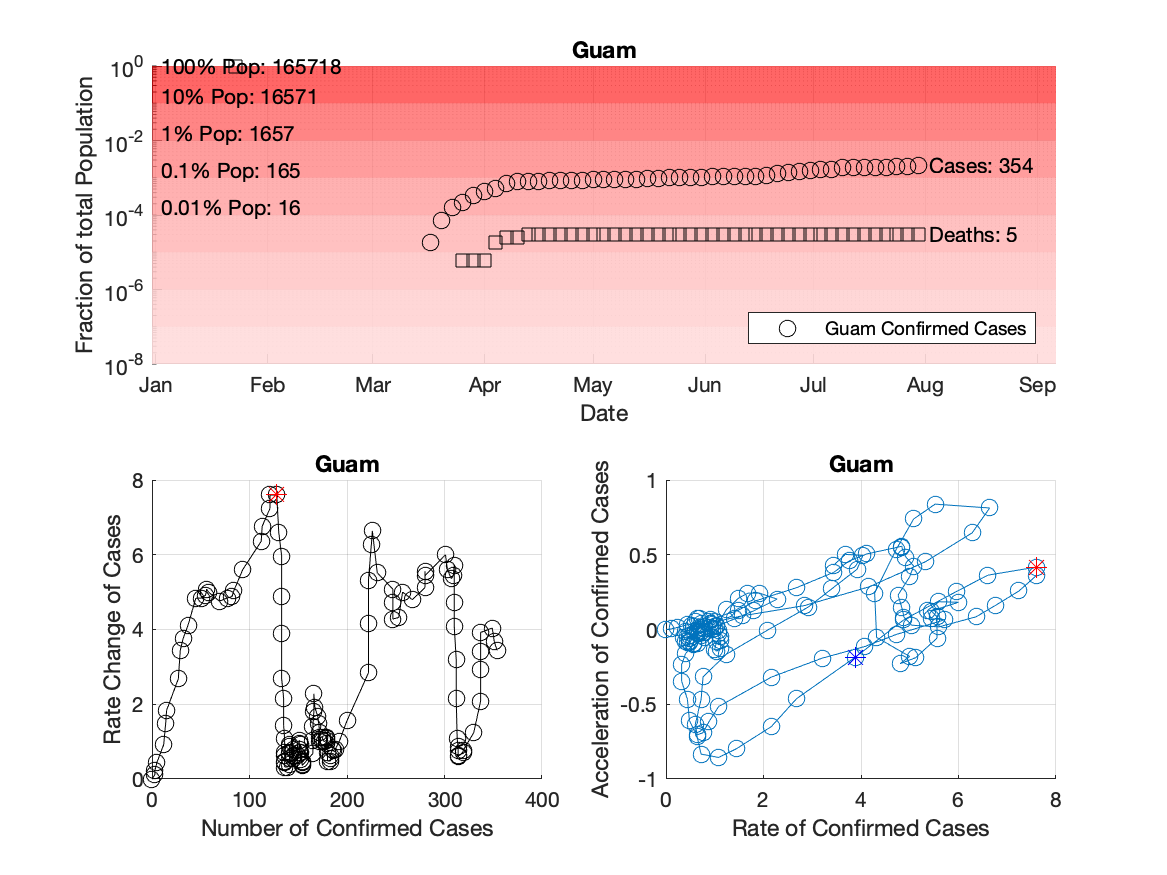 Guam
Fraction of total Population
10^0
10^-2
10^-4
10^-6
10^-8
100% Pop: 165718
10% Pop: 16571
1% Pop: 1657
0.1% Pop: 165
0.01% Pop: 16
Cases: 354
Deaths: 5
Guam Confirmed Cases
Jan Feb Mar Apr May Jun Jul Aug Sep
Date
Guam
Rate Change of Cases
8
6
4
2
0
0 100 200 300 400
Number of Confirmed Cases
Guam
Acceleration of Confirmed Cases
1
0.5
0
-0.5
-1
0 2 4 6 8
Rate of Confirmed Cases